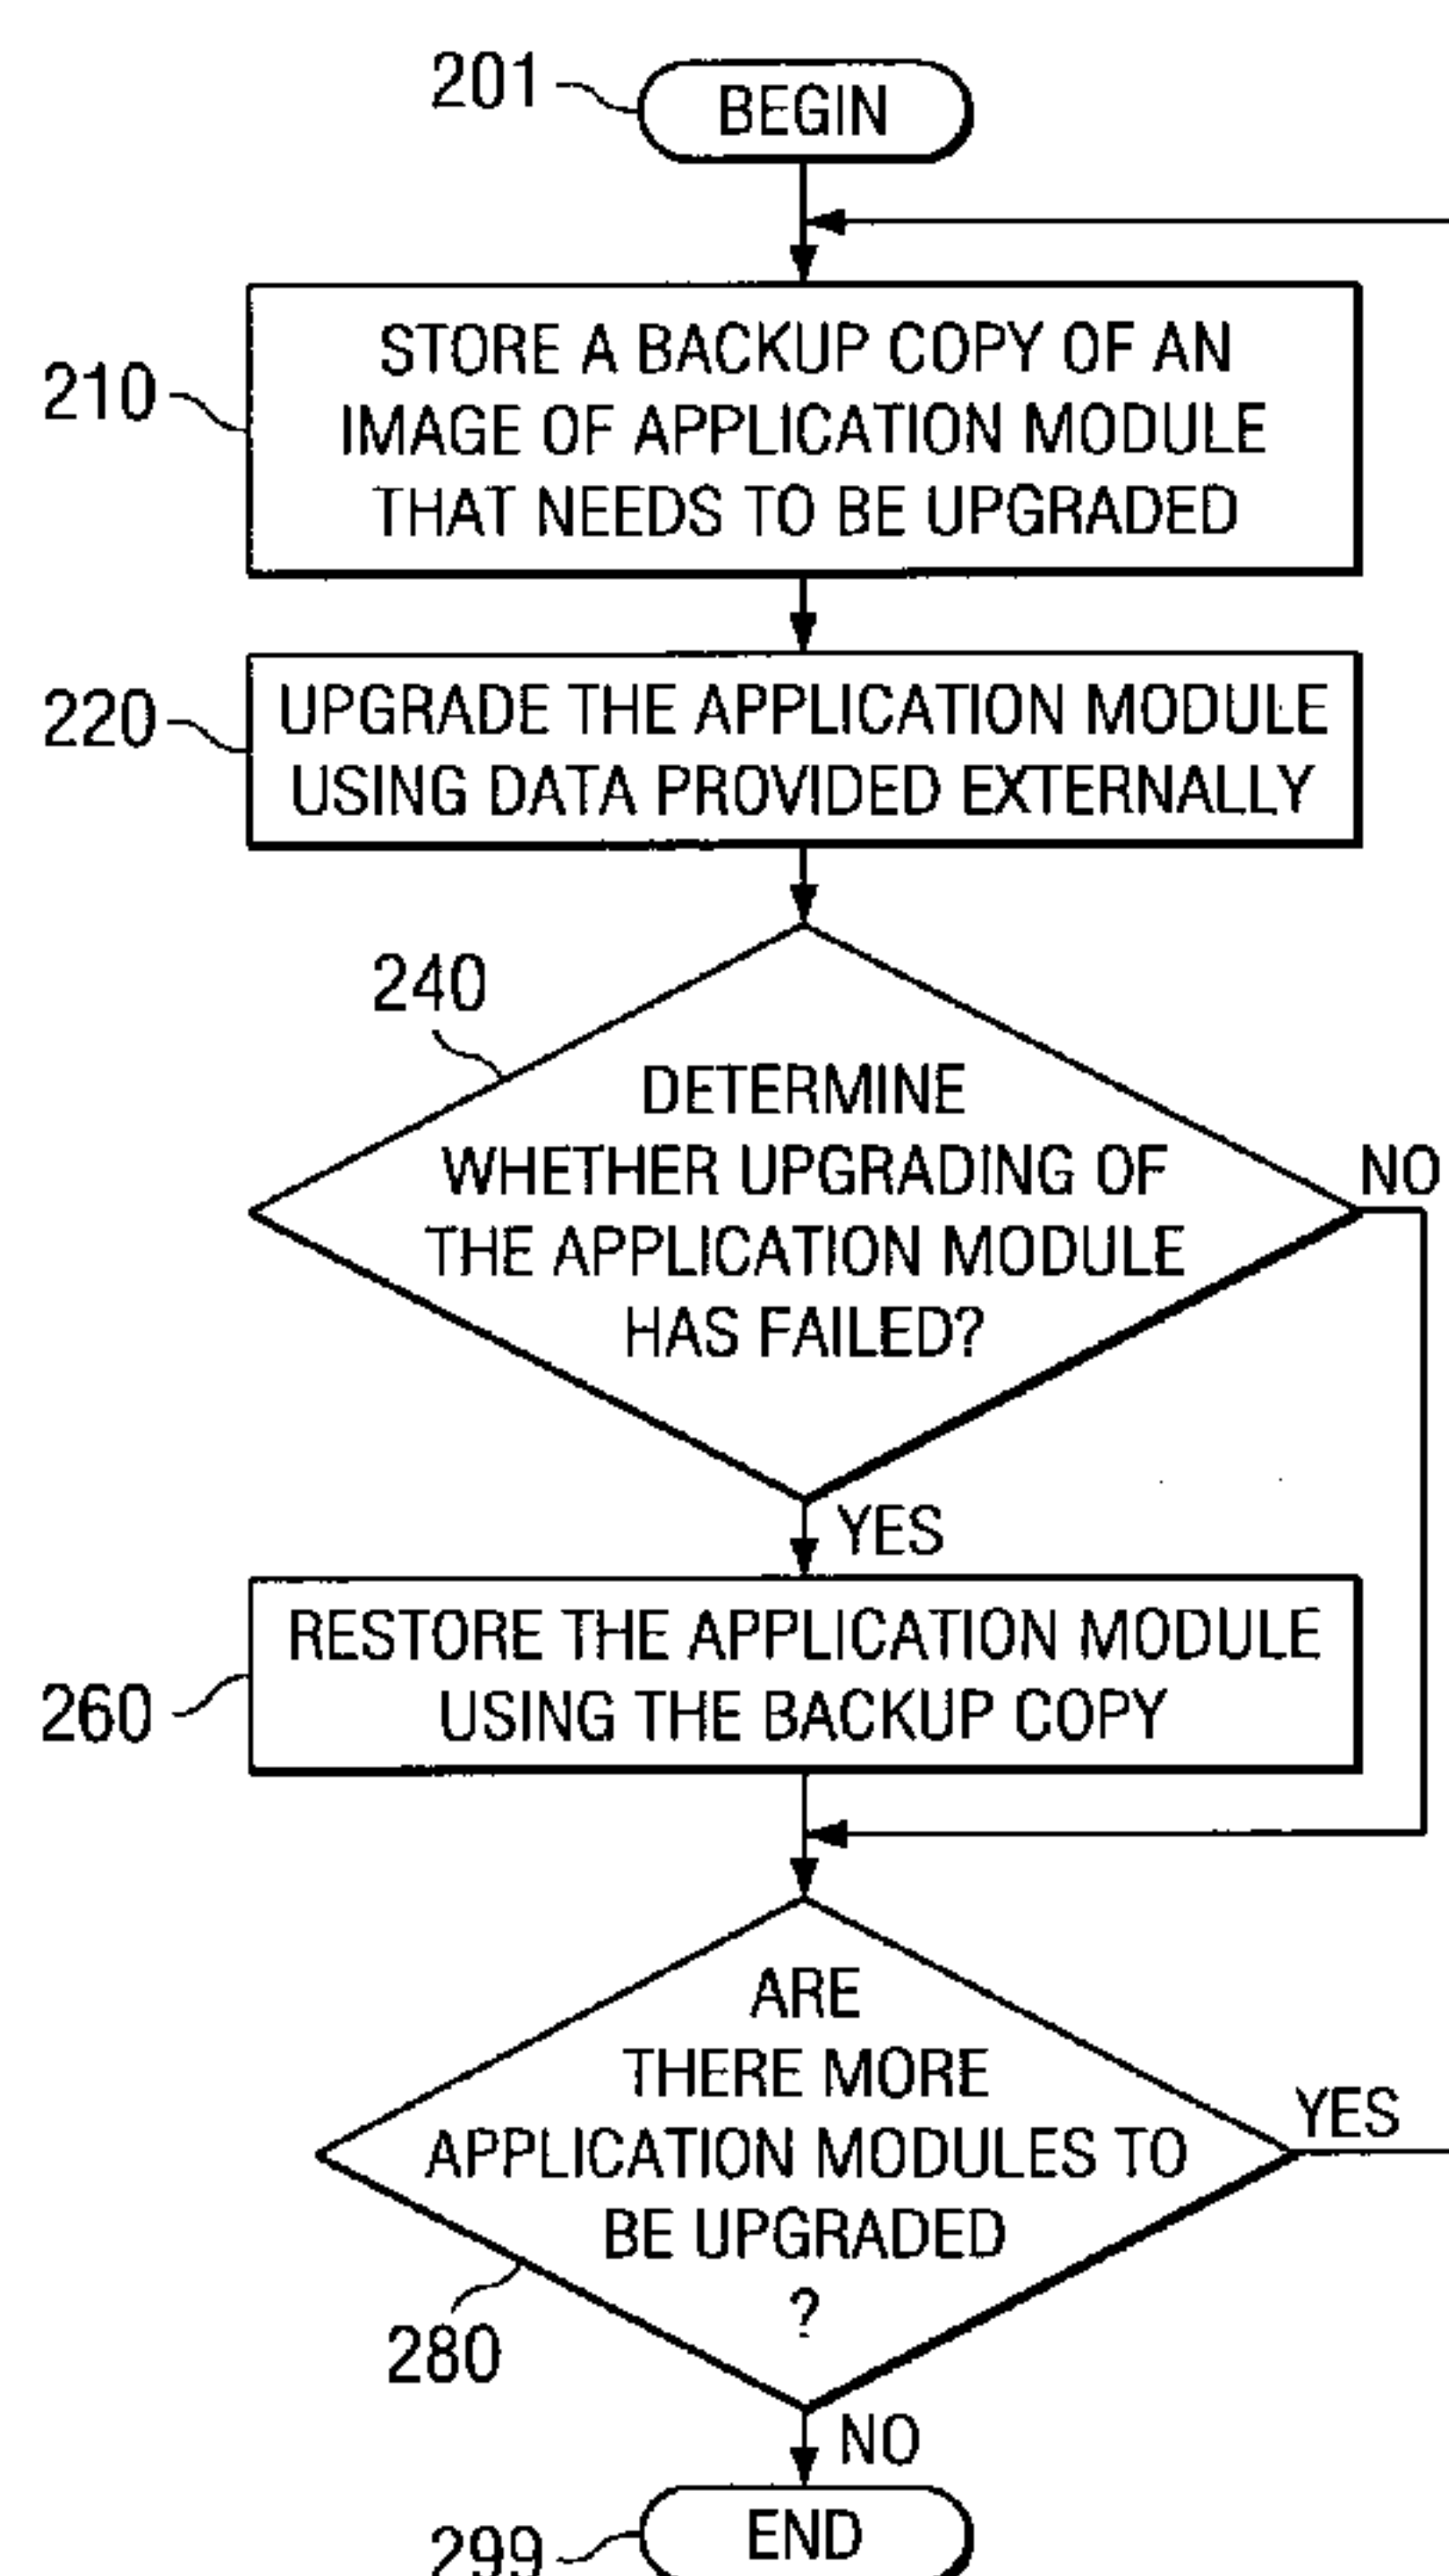 201
BEGIN
210
STORE A BACKUP COPY OF AN
IMAGE OF APPLICATION MODULE
THAT NEEDS TO BE UPGRADED
220
UPGRADE THE APPLICATION MODULE
USING DATA PROVIDED EXTERNALLY
240
DETERMINE
WHETHER UPGRADING OF
THE APPLICATION MODULE
HAS FAILED?
NO
YES
RESTORE THE APPLICATION MODULE
USING THE BACKUP COPY
260
ARE
THERE MORE
APPLICATION MODULES TO
BE UPGRADED
?
YES
280
NO
END
299